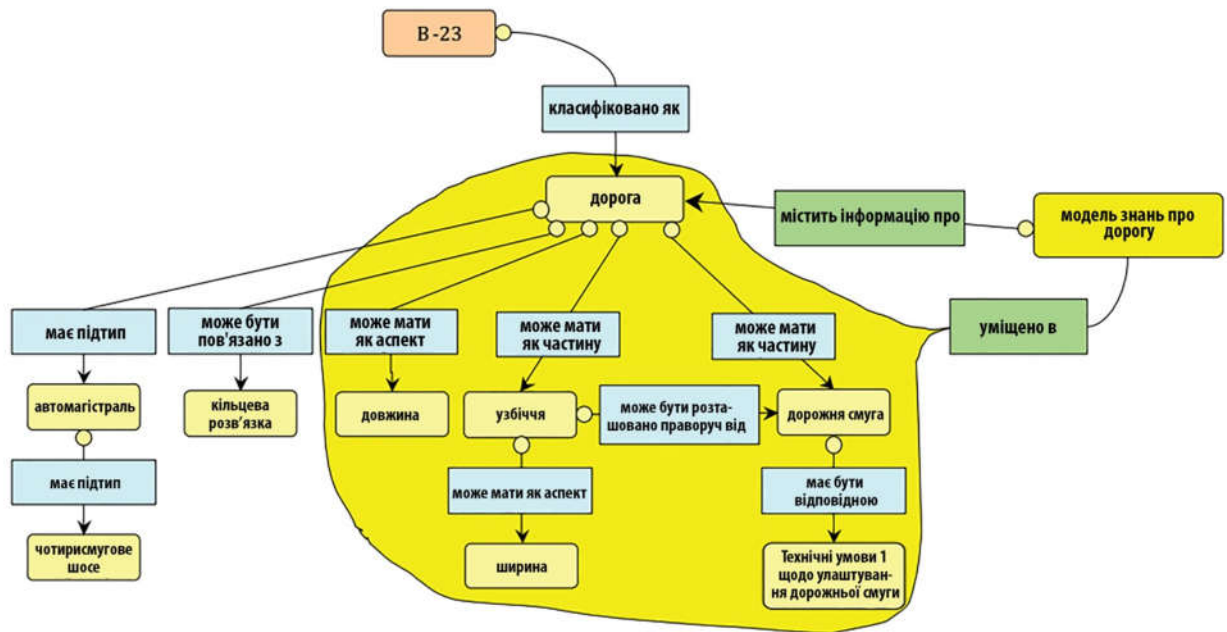 В-23
класифіковано як
дорога
містить інформацію про
модель знань про
дорогу
має підтип
може бути
пов'язано з
може мати
як аспект
може мати
як частину
може мати
як частину
уміщено в
автомагістраль
кільцева
розв’язка
довжина
узбіччя
може бути розта-
шовано праворуч від
дорожня смуга
має підтип
може мати як аспект
має бути
відповідною
чотирисмугове
шосе
ширина
Технічні умови 1
щодо улаштуван-
ня дорожньої смуги